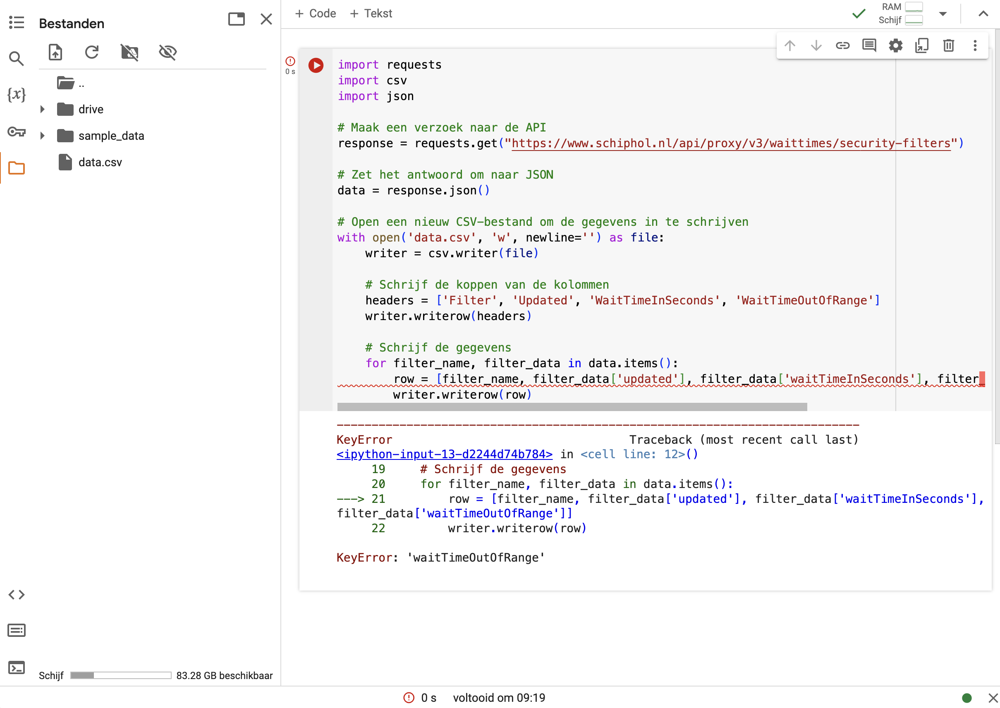 Bestanden
..
drive
sample_data
data.csv
Schijf
83.28 GB beschikbaar
+ Code + Tekst
RAM
Schijf
0 s
import requests
import csv
import json
# Maak een verzoek naar de API
response = requests.get("https://www.schiphol.nl/api/proxy/v3/waittimes/security-filters")
# Zet het antwoord om naar JSON
data = response.json()
# Open een nieuw CSV-bestand om de gegevens in te schrijven
with open('data.csv', 'w', newline='') as file:
    writer = csv.writer(file)
    # Schrijf de koppen van de kolommen
    headers = ['Filter', 'Updated', 'WaitTimeInSeconds', 'WaitTimeOutOfRange']
    writer.writerow(headers)
    # Schrijf de gegevens
    for filter_name, filter_data in data.items():
        row = [filter_name, filter_data['updated'], filter_data['waitTimeInSeconds'], filter_
        writer.writerow(row)
---------------------------------------------------------------------------
KeyError                                  Traceback (most recent call last)
<ipython-input-13-d2244d74b784> in <cell line: 12>()
     19     # Schrijf de gegevens
     20     for filter_name, filter_data in data.items():
---> 21         row = [filter_name, filter_data['updated'], filter_data['waitTimeInSeconds'],
filter_data['waitTimeOutOfRange']]
     22         writer.writerow(row)
KeyError: 'waitTimeOutOfRange'
0 s voltooid om 09:19